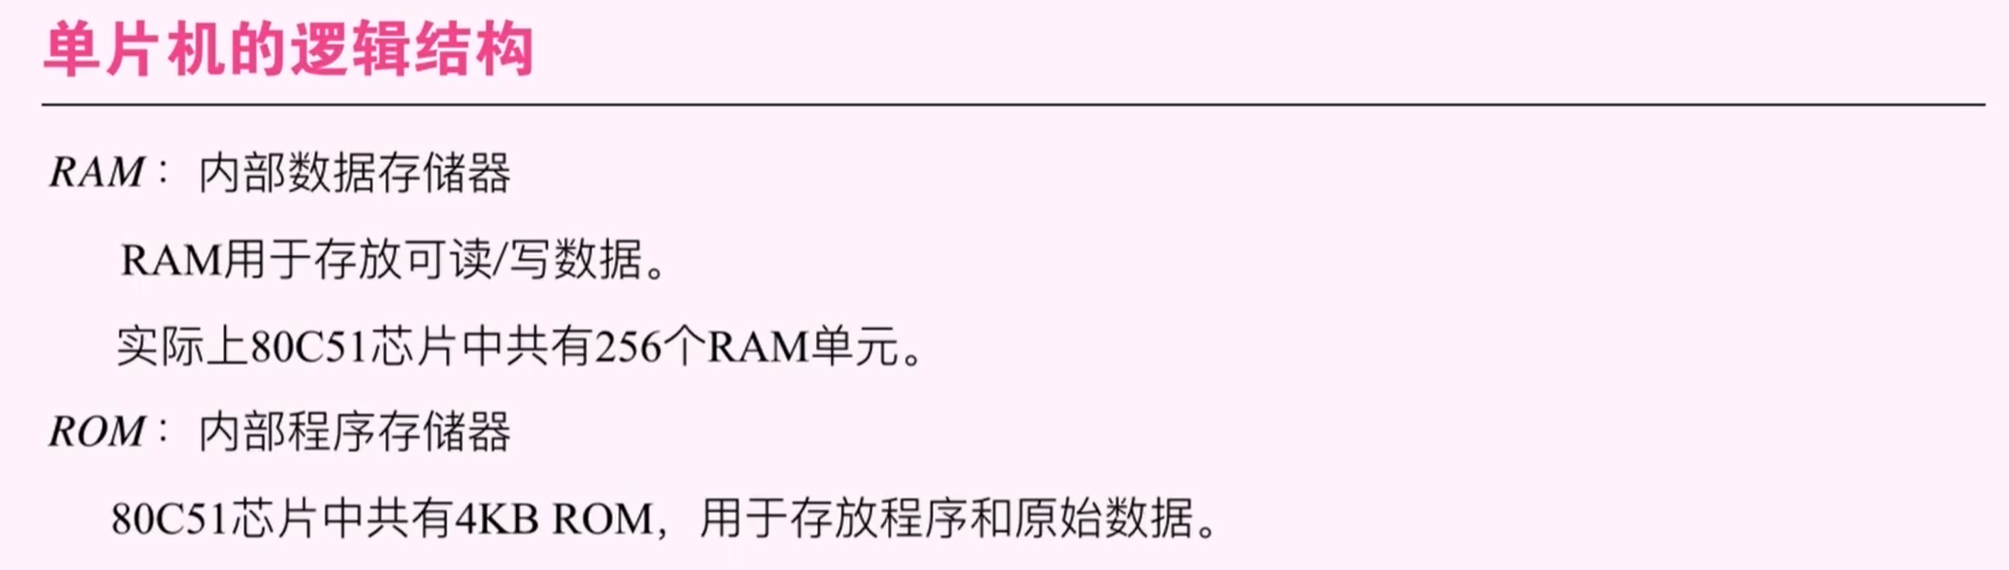 单片机的逻辑结构
RAM： 内部数据存储器
RAM用于存放可读/写数据。
实际上80C51芯片中共有256个RAM单元。
ROM： 内部程序存储器
80C51芯片中共有4KB ROM，用于存放程序和原始数据。